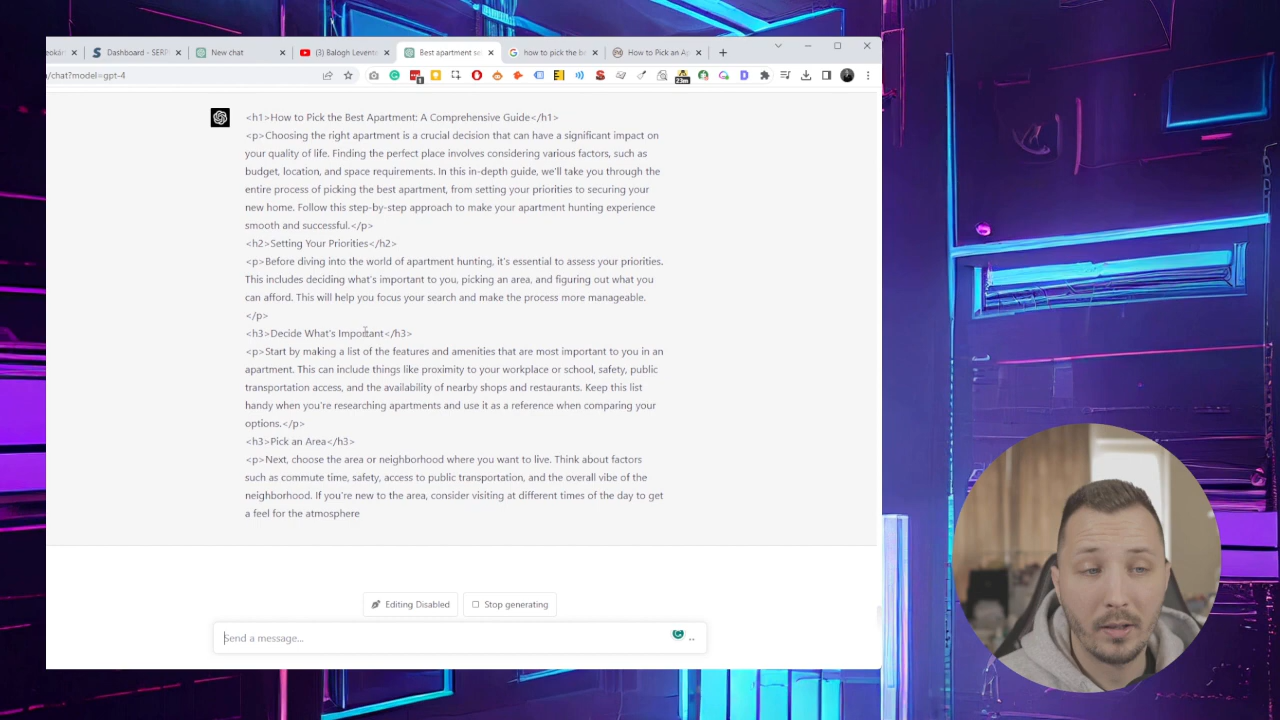 eokár
Dashboard - SERP
New chat
(3) Balogh Levente
Best apartment se
how to pick the be
How to Pick an Ap
/chat?model=gpt-4
1
23m
<h1>How to Pick the Best Apartment: A Comprehensive Guide</h1>
<p>Choosing the right apartment is a crucial decision that can have a significant impact on
your quality of life. Finding the perfect place involves considering various factors, such as
budget, location, and space requirements. In this in-depth guide, we'll take you through the
entire process of picking the best apartment, from setting your priorities to securing your
new home. Follow this step-by-step approach to make your apartment hunting experience
smooth and successful.</p>
<h2>Setting Your Priorities</h2>
<p>Before diving into the world of apartment hunting, it's essential to assess your priorities.
This includes deciding what's important to you, picking an area, and figuring out what you
can afford. This will help you focus your search and make the process more manageable.
</p>
<h3>Decide What's Important</h3>
<p>Start by making a list of the features and amenities that are most important to you in an
apartment. This can include things like proximity to your workplace or school, safety, public
transportation access, and the availability of nearby shops and restaurants. Keep this list
handy when you're researching apartments and use it as a reference when comparing your
options.</p>
<h3>Pick an Area</h3>
<p>Next, choose the area or neighborhood where you want to live. Think about factors
such as commute time, safety, access to public transportation, and the overall vibe of the
neighborhood. If you're new to the area, consider visiting at different times of the day to get
a feel for the atmosphere
Editing Disabled
Stop generating
Send a message...